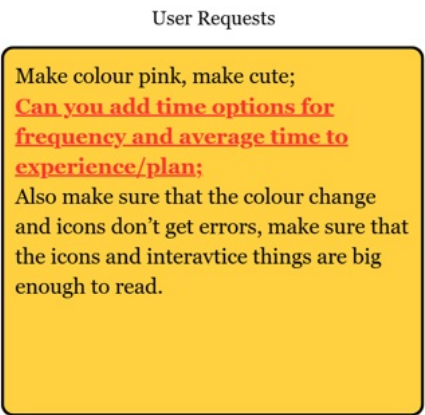 User Requests
Make colour pink, make cute;
Can you add time options for
frequency and average time to
experience/plan;
Also make sure that the colour change
and icons don't get errors, make sure that
the icons and interavtice things are big
enough to read.